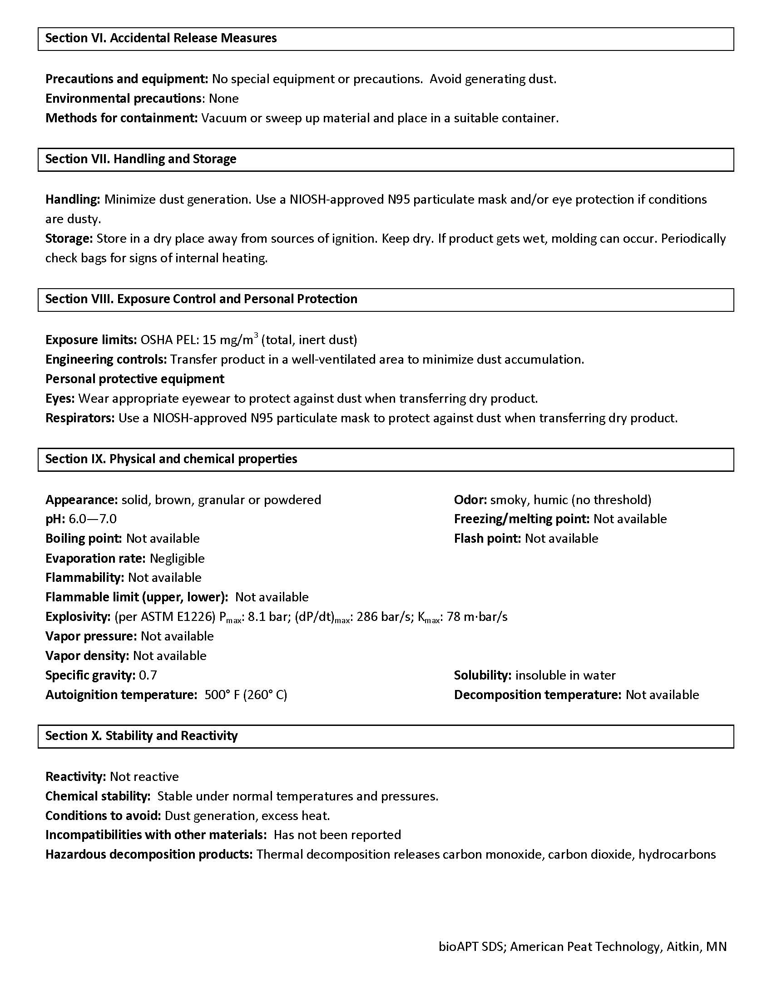 Section VI. Accidental Release Measures
Precautions and equipment: No special equipment or precautions.  Avoid generating dust.
Environmental precautions: None
Methods for containment: Vacuum or sweep up material and place in a suitable container.
Section VII. Handling and Storage
Handling: Minimize dust generation. Use a NIOSH-approved N95 particulate mask and/or eye protection if conditions
are dusty.
Storage: Store in a dry place away from sources of ignition. Keep dry. If product gets wet, molding can occur. Periodically
check bags for signs of internal heating.
Section VIII. Exposure Control and Personal Protection
Exposure limits: OSHA PEL: 15 mg/m³ (total, inert dust)
Engineering controls: Transfer product in a well-ventilated area to minimize dust accumulation.
Personal protective equipment
Eyes: Wear appropriate eyewear to protect against dust when transferring dry product.
Respirators: Use a NIOSH-approved N95 particulate mask to protect against dust when transferring dry product.
Section IX. Physical and chemical properties
Appearance: solid, brown, granular or powdered Odor: smoky, humic (no threshold)
pH: 6.0—7.0 Freezing/melting point: Not available
Boiling point: Not available Flash point: Not available
Evaporation rate: Negligible
Flammability: Not available
Flammable limit (upper, lower):  Not available
Explosivity: (per ASTM E1226) Pmax: 8.1 bar; (dP/dt)max: 286 bar/s; Kmax: 78 m·bar/s
Vapor pressure: Not available
Vapor density: Not available
Specific gravity: 0.7 Solubility: insoluble in water
Autoignition temperature:  500° F (260° C) Decomposition temperature: Not available
Section X. Stability and Reactivity
Reactivity: Not reactive
Chemical stability:  Stable under normal temperatures and pressures.
Conditions to avoid: Dust generation, excess heat.
Incompatibilities with other materials:  Has not been reported
Hazardous decomposition products: Thermal decomposition releases carbon monoxide, carbon dioxide, hydrocarbons
bioAPT SDS; American Peat Technology, Aitkin, MN